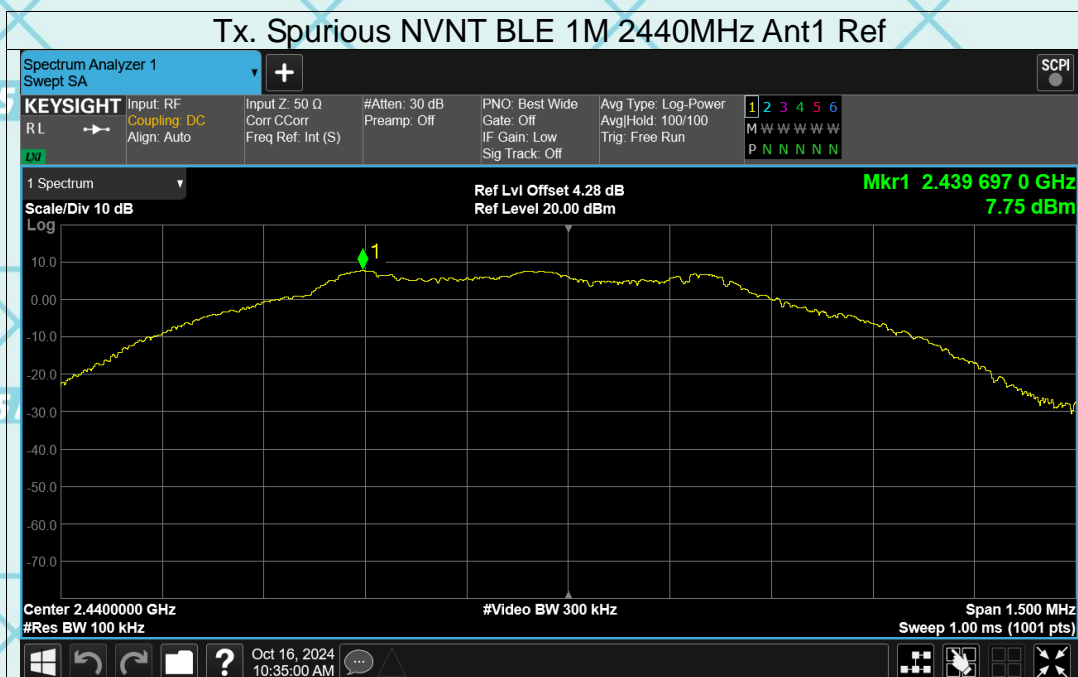 Tx. Spurious NVNT BLE 1M 2440MHz Ant1 Ref
Spectrum Analyzer 1
Swept SA
+
SCPI
KEYSIGHT
R L
LXI
Input: RF
Coupling: DC
Align: Auto
Input Z: 50 Ω
Corr CCorr
Freq Ref: Int (S)
#Atten: 30 dB
Preamp: Off
PNO: Best Wide
Gate: Off
IF Gain: Low
Sig Track: Off
Avg Type: Log-Power
Avg|Hold: 100/100
Trig: Free Run
1 2 3 4 5 6
M W W W W W
P N N N N N
1 Spectrum
Scale/Div 10 dB
Ref Lvl Offset 4.28 dB
Ref Level 20.00 dBm
Mkr1 2.439 697 0 GHz
7.75 dBm
Log
1
10.0
0.00
-10.0
-20.0
-30.0
-40.0
-50.0
-60.0
-70.0
Center 2.4400000 GHz
#Res BW 100 kHz
#Video BW 300 kHz
Span 1.500 MHz
Sweep 1.00 ms (1001 pts)
?
Oct 16, 2024
10:35:00 AM